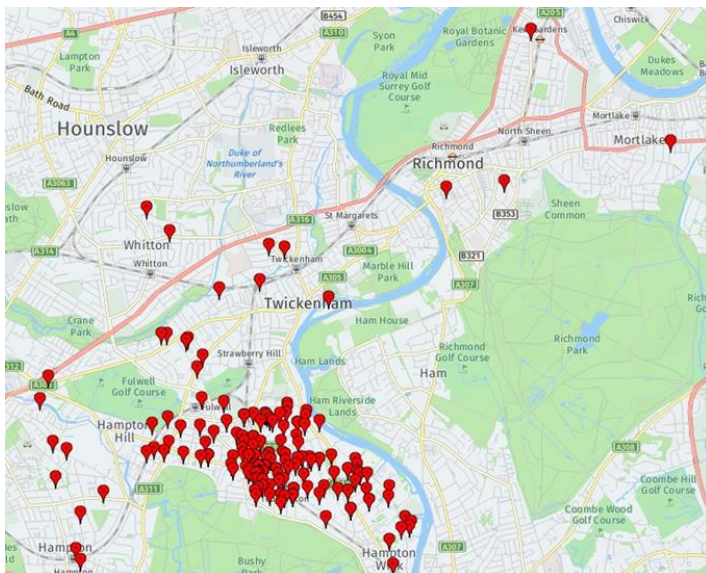 B454
A310
Syon
Park
Royal Botanic
Gardens
A205
Chiswick
A4
Lampton
Park
Isleworth
Isleworth
Royal Mid
Surrey Golf
Course
Dukes
Meadows
Bath Road
Redlees
Park
Mortlake
Hounslow
North Sheen
Mortlake
Richmond
Richmond
Hounslow
Duke of
Northumberland's
River
A3063
B353
Sheen
Common
A316
St Margarets
A314
Whitton
A3004
B321
Whitton
Twickenham
Marble Hill
Park
A305
A307
Twickenham
Crane
Park
Ham House
Richmond
Park
Strawberry Hill
Ham Lands
Richmond
Golf Course
Ham
Fulwell
Golf Course
Fulwell
Ham Riverside
Lands
Hampton
Hill
A308
A311
Coombe Hill
Golf
Course
Coombe Wood
Golf Course
Hampton
Hampton
Bushy
Park
Hampton
Wick
A307